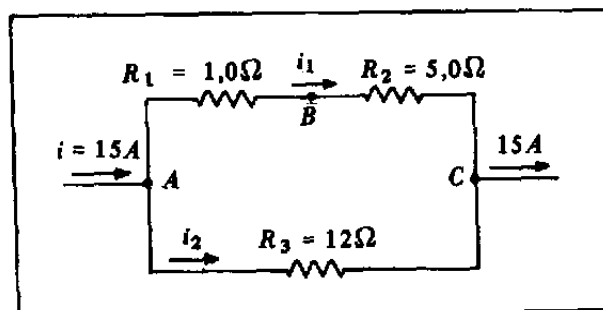 R₁ = 1,0Ω
i₁
R₂ = 5,0Ω
B
i = 15A
A
C
15A
i₂
R₃ = 12Ω